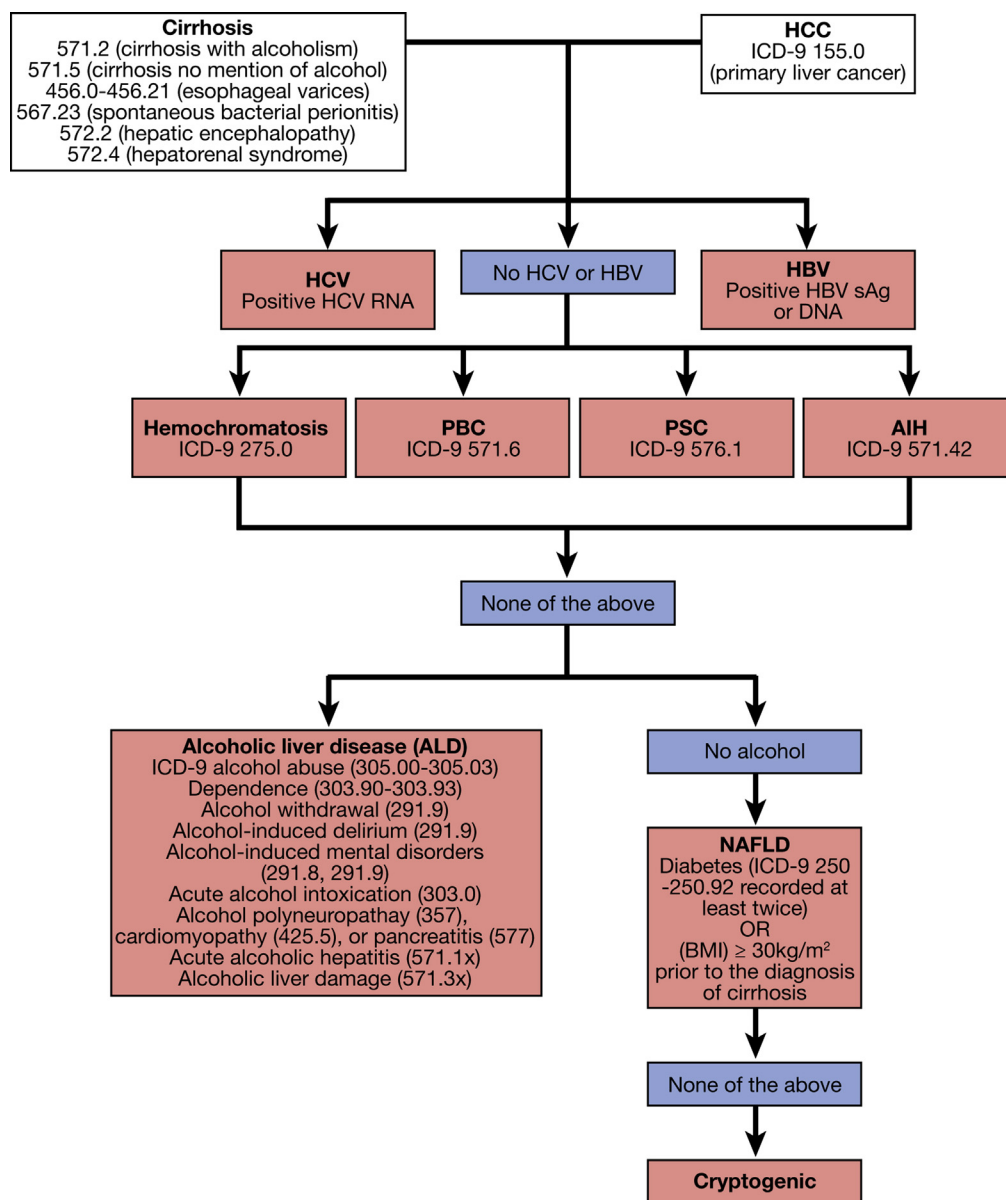 Cirrhosis
571.2 (cirrhosis with alcoholism)
571.5 (cirrhosis no mention of alcohol)
456.0-456.21 (esophageal varices)
567.23 (spontaneous bacterial perionitis)
572.2 (hepatic encephalopathy)
572.4 (hepatorenal syndrome)
HCC
ICD-9 155.0
(primary liver cancer)
HCV
Positive HCV RNA
No HCV or HBV
HBV
Positive HBV sAg
or DNA
Hemochromatosis
ICD-9 275.0
PBC
ICD-9 571.6
PSC
ICD-9 576.1
AIH
ICD-9 571.42
None of the above
Alcoholic liver disease (ALD)
ICD-9 alcohol abuse (305.00-305.03)
Dependence (303.90-303.93)
Alcohol withdrawal (291.9)
Alcohol-induced delirium (291.9)
Alcohol-induced mental disorders
(291.8, 291.9)
Acute alcohol intoxication (303.0)
Alcohol polyneuropathay (357),
cardiomyopathy (425.5), or pancreatitis (577)
Acute alcoholic hepatitis (571.1x)
Alcoholic liver damage (571.3x)
No alcohol
NAFLD
Diabetes (ICD-9 250
-250.92 recorded at
least twice)
OR
(BMI) ≥ 30kg/m²
prior to the diagnosis
of cirrhosis
None of the above
Cryptogenic